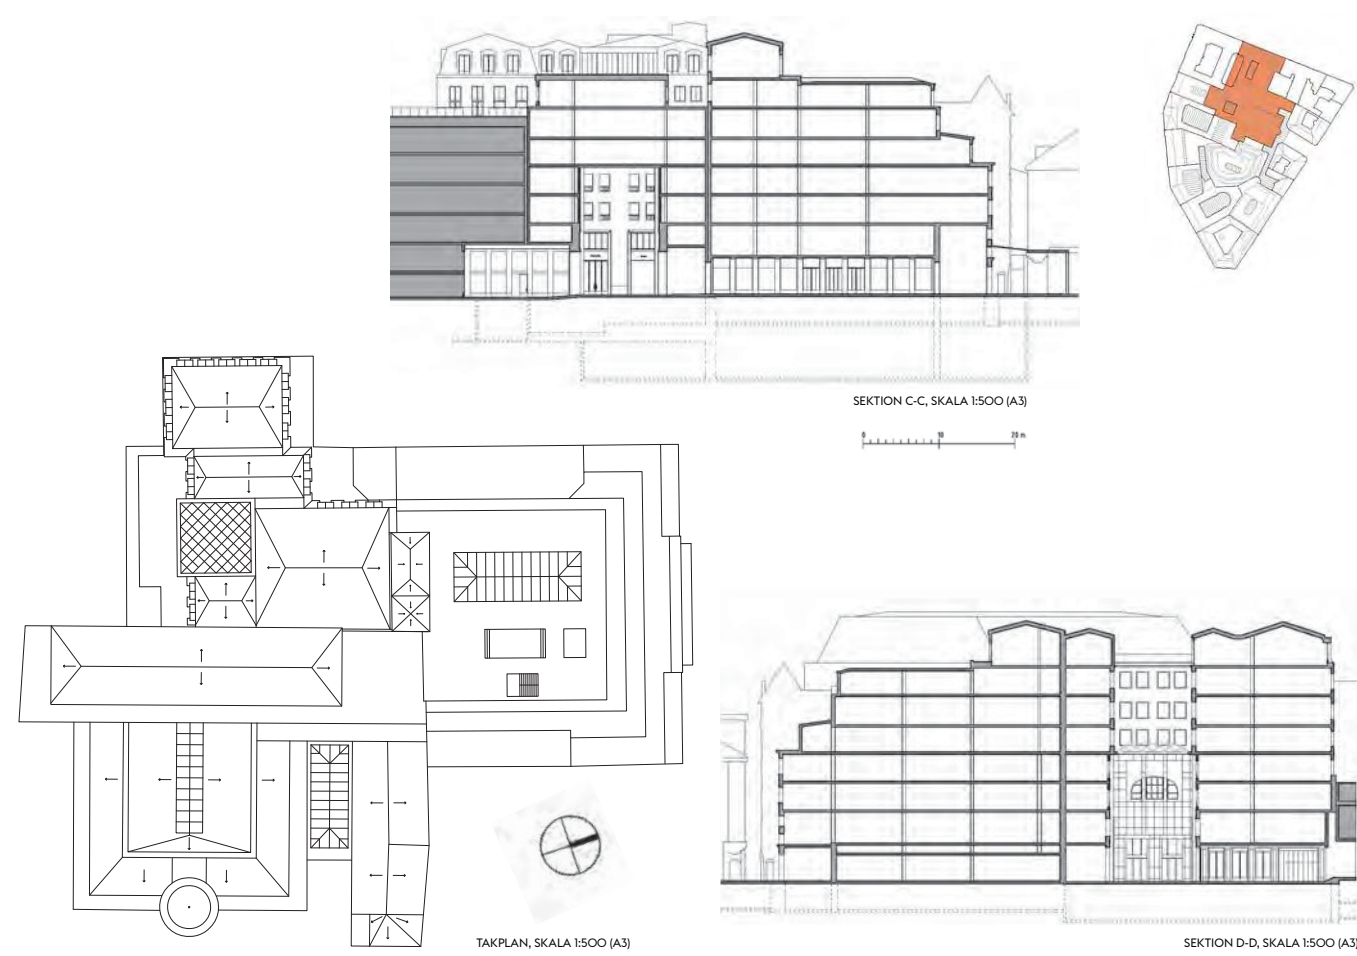 SEKTION C-C, SKALA 1:500 (A3)
0 10 20 m
TAKPLAN, SKALA 1:500 (A3)
SEKTION D-D, SKALA 1:500 (A3)